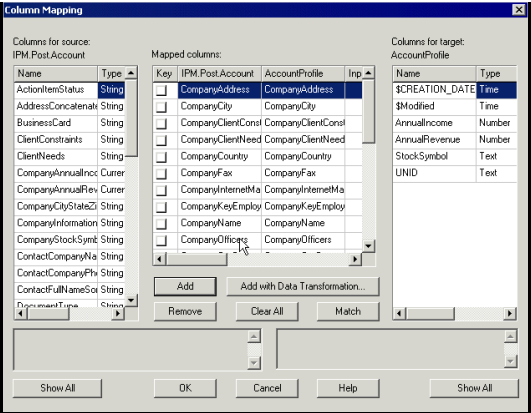 Column Mapping
Columns for source:
IPM.Post.Account
Mapped columns:
Columns for target:
AccountProfile
Name Type
ActionItemStatus String
AddressConcatenate String
BusinessCard String
ClientConstraints String
ClientNeeds String
CompanyAnnualInco Curren
CompanyAnnualRev Curren
CompanyCityStateZi String
CompanyInformation String
CompanyStockSymb String
ContactCompanyNa String
ContactCompanyPho String
ContactFullNameSor String
DocumentType String
Key IPM.Post.Account AccountProfile Inp
CompanyAddress CompanyAddress
CompanyCity CompanyCity
CompanyClientConst CompanyClientConst
CompanyClientNeed CompanyClientNeed
CompanyCountry CompanyCountry
CompanyFax CompanyFax
CompanyInternetMa CompanyInternetMa
CompanyKeyEmploy CompanyKeyEmploy
CompanyName CompanyName
CompanyOfficers CompanyOfficers
Name Type
$CREATION_DATE Time
$Modified Time
AnnualIncome Number
AnnualRevenue Number
StockSymbol Text
UNID Text
Add Add with Data Transformation...
Remove Clear All Match
Show All OK Cancel Help Show All